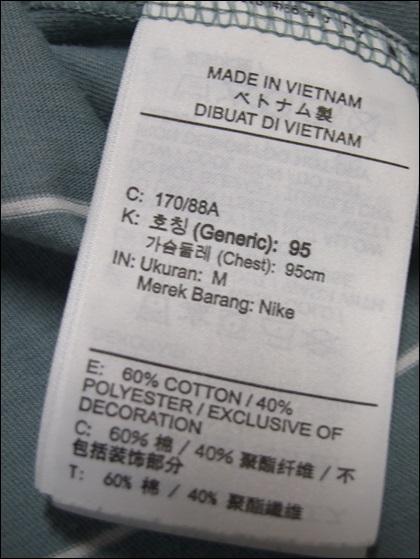 MADE IN VIETNAM
ベトナム製
DIBUAT DI VIETNAM
C: 170/88A
K: 호칭 (Generic): 95
가슴둘레 (Chest): 95cm
IN: Ukuran: M
Merek Barang: Nike
E: 60% COTTON / 40%
POLYESTER / EXCLUSIVE OF
DECORATION
C: 60% 棉 / 40% 聚酯纤维 / 不
包括装饰部分
T: 60% 棉 / 40% 聚酯纖維